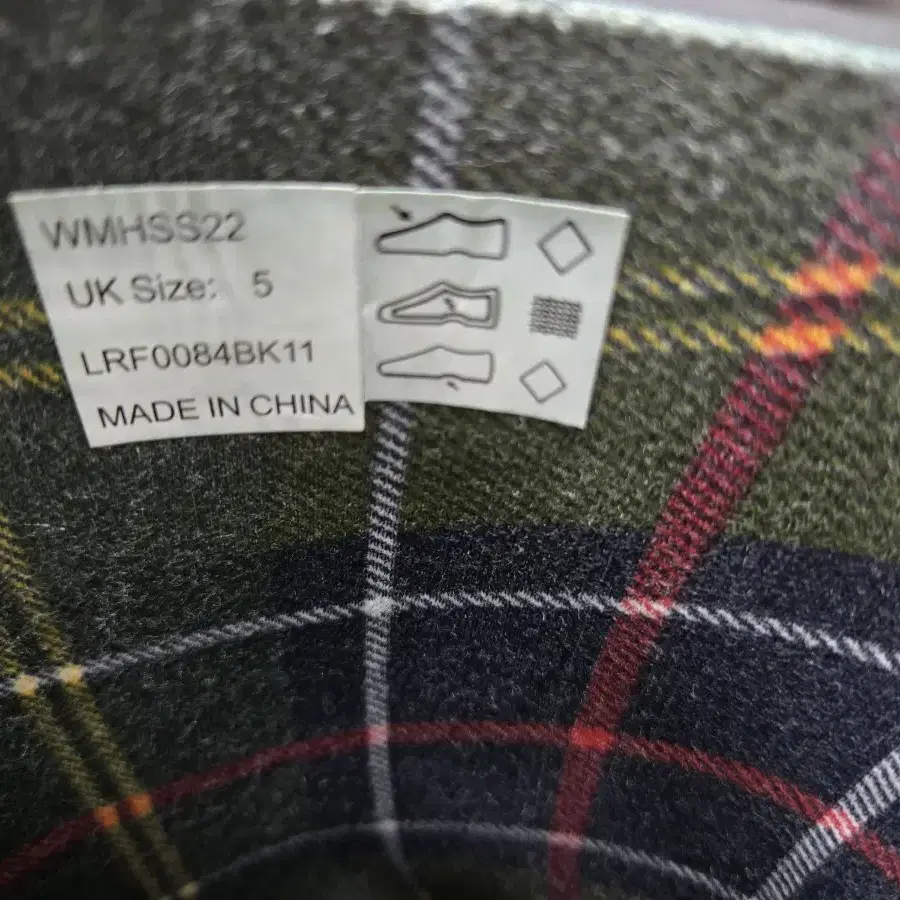 WMHSS22
UK Size: 5
LRF0084BK11
MADE IN CHINA